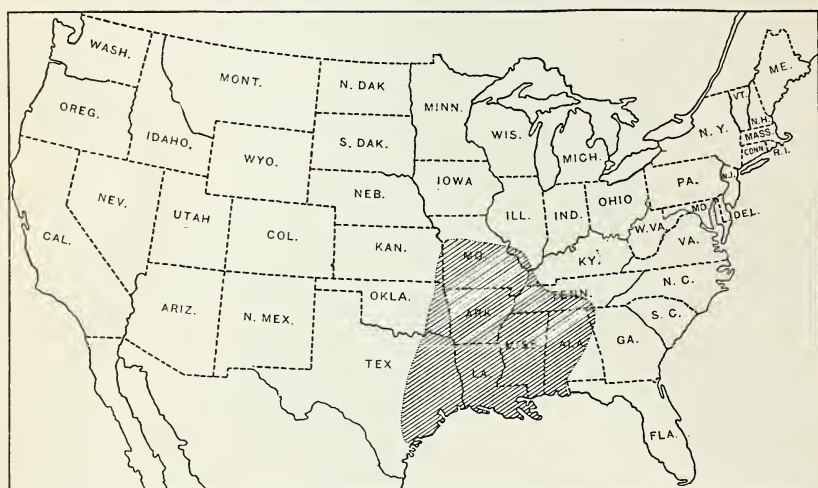 WASH.
MONT.
N. DAK
MINN.
ME.
OREG.
IDAHO.
WYO.
S. DAK.
WIS.
MICH.
N. Y.
VT.
N.H.
MASS.
CONN.
R.I.
NEV.
UTAH
COL.
NEB.
IOWA
ILL.
IND.
OHIO
PA.
N.J.
MD.
DEL.
CAL.
KAN.
MO.
KY.
W.VA.
VA.
ARIZ.
N. MEX.
OKLA.
ARK.
TENN.
N. C.
S. C.
TEX
LA.
MISS.
ALA.
GA.
FLA.